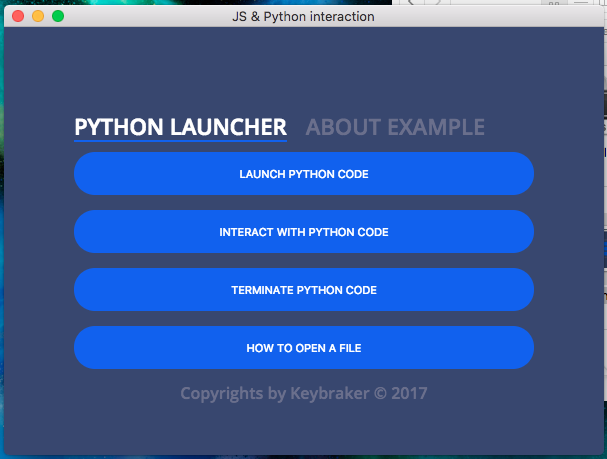 JS & Python interaction
PYTHON LAUNCHER ABOUT EXAMPLE
LAUNCH PYTHON CODE
INTERACT WITH PYTHON CODE
TERMINATE PYTHON CODE
HOW TO OPEN A FILE
Copyrights by Keybraker © 2017